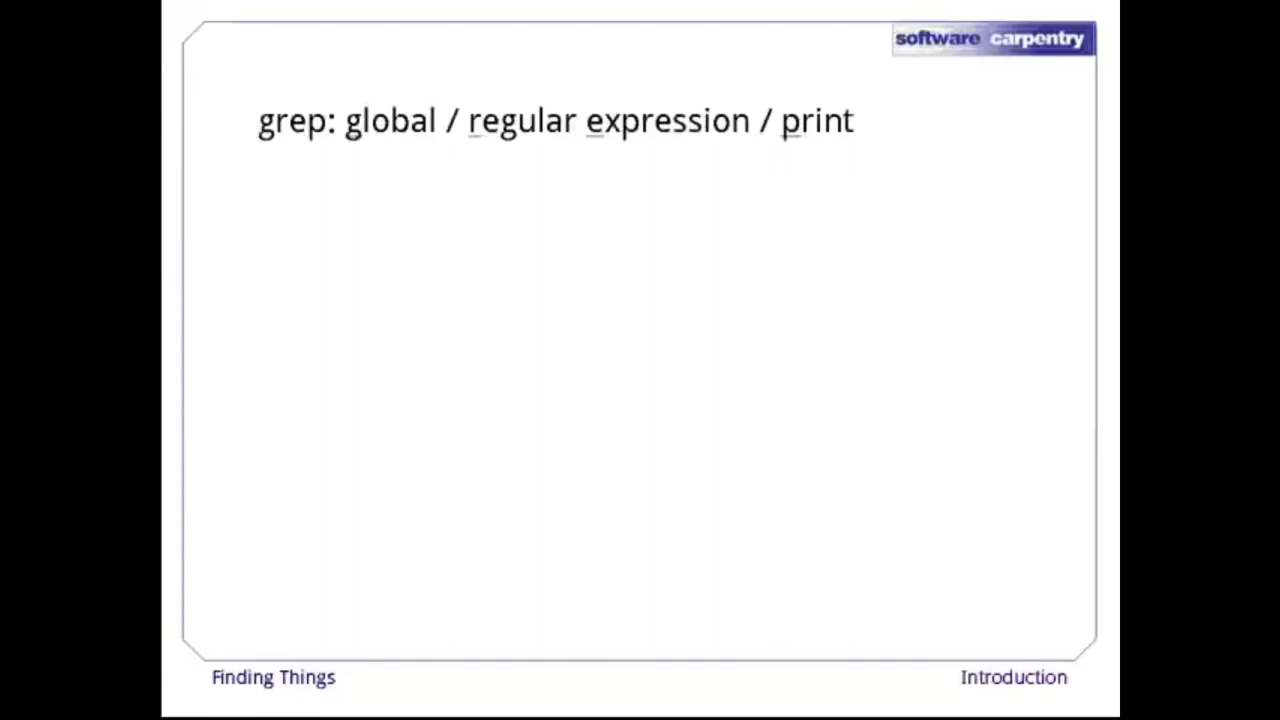 software carpentry
grep: global / regular expression / print
Finding Things
Introduction